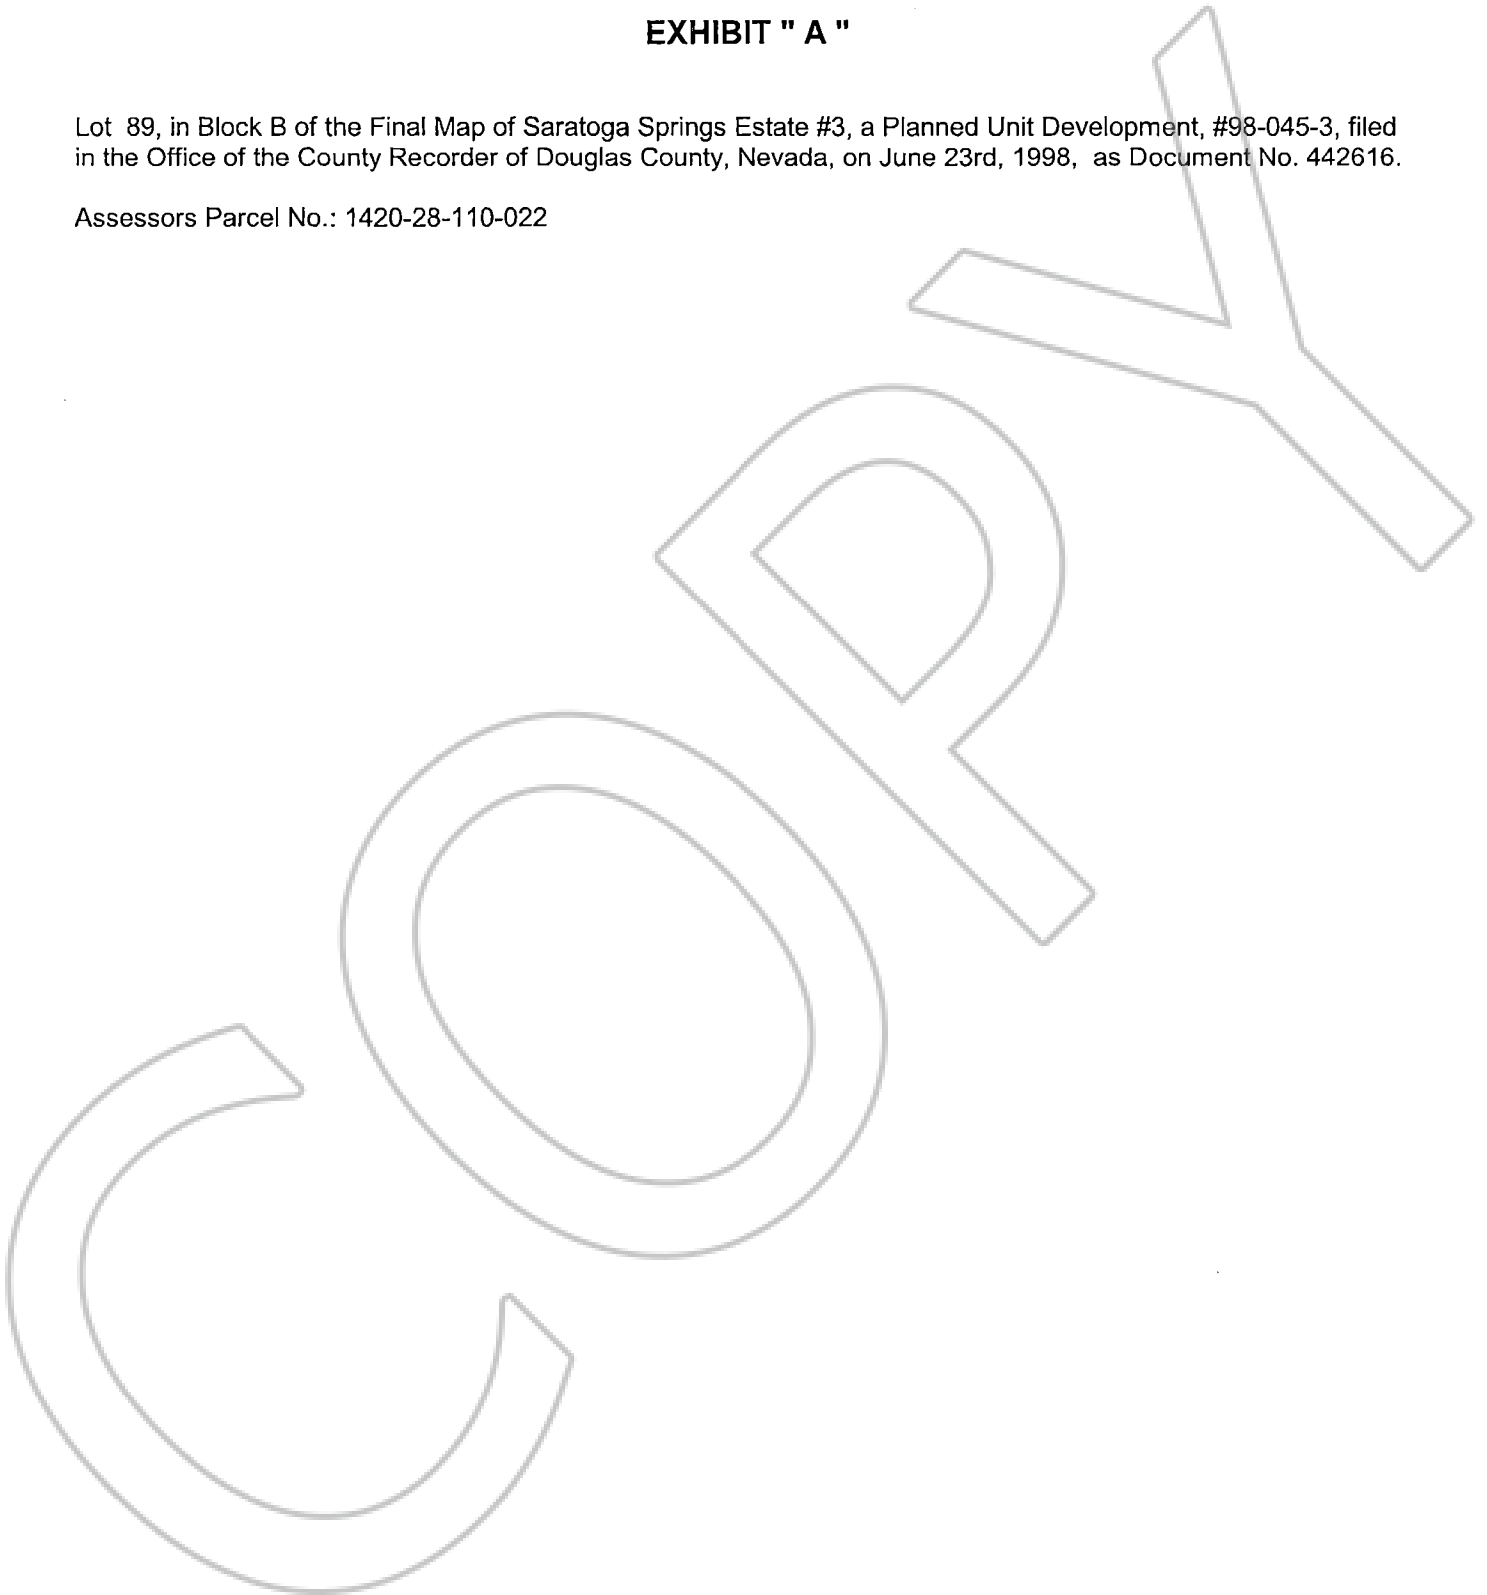 EXHIBIT " A "
Lot 89, in Block B of the Final Map of Saratoga Springs Estate #3, a Planned Unit Development, #98-045-3, filed
in the Office of the County Recorder of Douglas County, Nevada, on June 23rd, 1998, as Document No. 442616.
Assessors Parcel No.: 1420-28-110-022
COPY